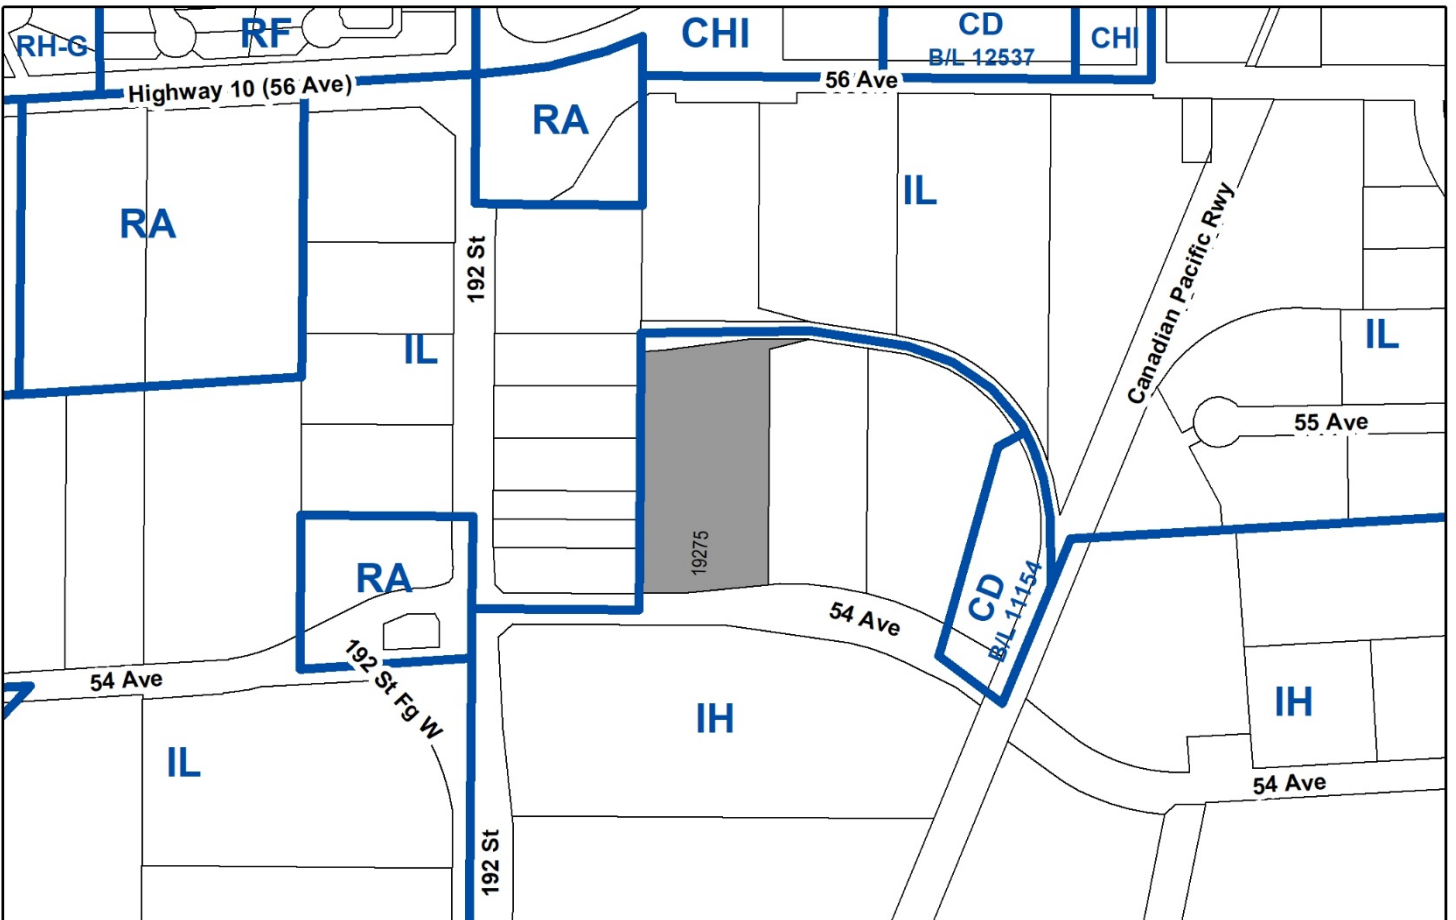 RH-G
RF
CHI
CD
B/L 12537
CHI
Highway 10 (56 Ave)
56 Ave
RA
RA
IL
192 St
Canadian Pacific Rwy
IL
IL
55 Ave
19275
RA
CD
B/L 11154
54 Ave
192 St Fg W
54 Ave
IH
IH
IL
54 Ave
192 St